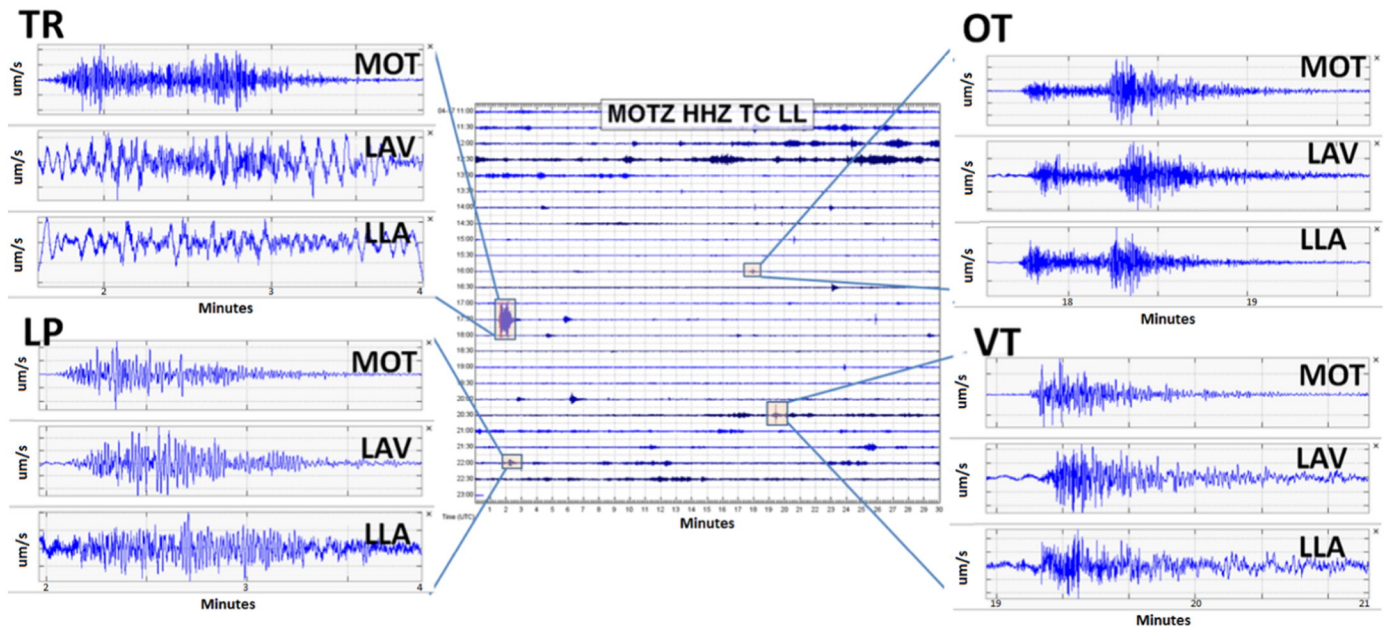 TR
MOT
um/s
LAV
um/s
LLA
um/s
2 3 4
Minutes
LP
MOT
um/s
LAV
um/s
LLA
um/s
2 3 4
Minutes
MOTZ HHZ TC LL
11:00
11:30
12:00
12:30
13:00
13:30
14:00
14:30
15:00
15:30
16:00
16:30
17:00
17:30
18:00
18:30
19:00
19:30
20:00
20:30
21:00
21:30
22:00
22:30
23:00
Time (UTC) 1 2 3 4 5 6 7 8 9 10 11 12 13 14 15 16 17 18 19 20 21 22 23 24 25 26 27 28 29 30
Minutes
OT
MOT
um/s
LAV
um/s
LLA
um/s
18 19
Minutes
VT
MOT
um/s
LAV
um/s
LLA
um/s
19 20 21
Minutes